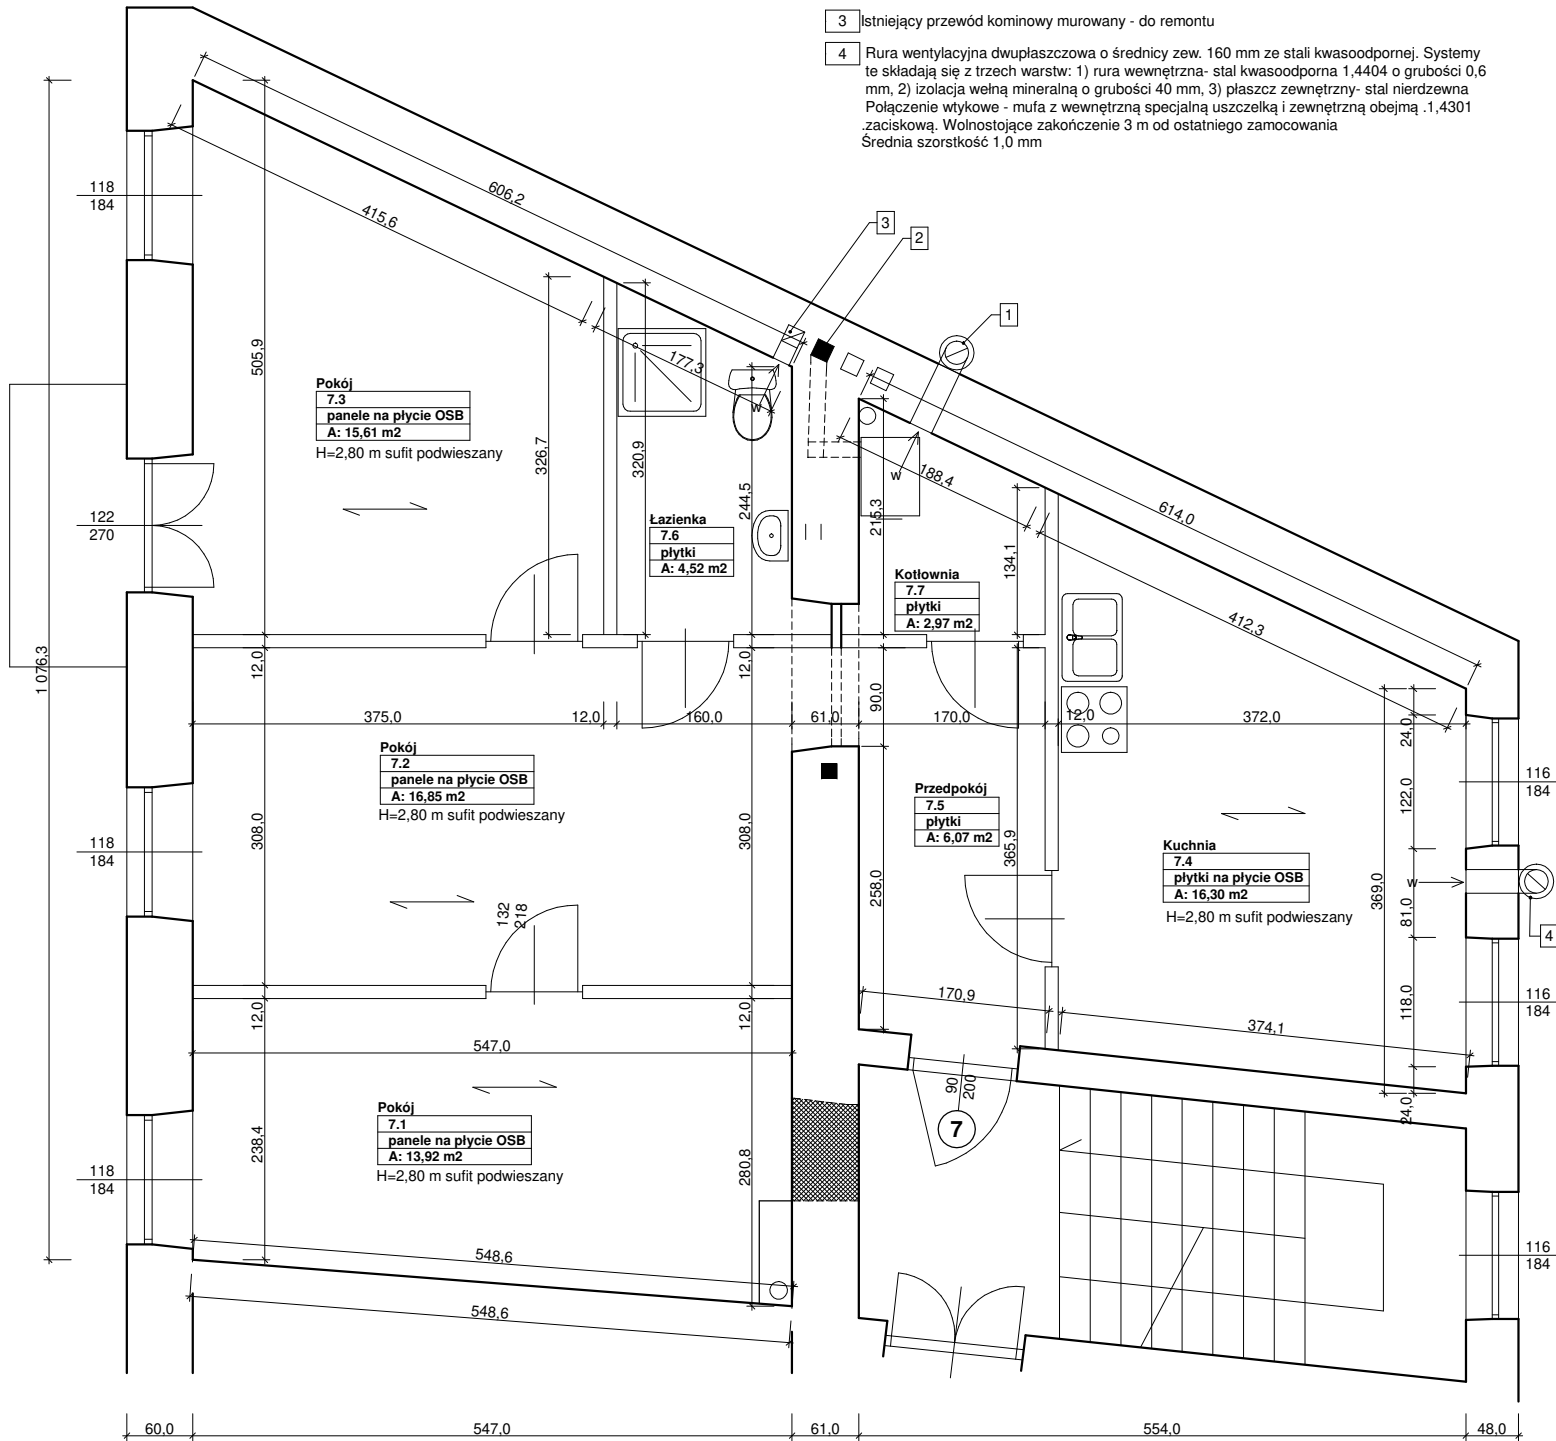 3 Istniejący przewód kominowy murowany - do remontu
4 Rura wentylacyjna dwupłaszczowa o średnicy zew. 160 mm ze stali kwasoodpornej. Systemy
te składają się z trzech warstw: 1) rura wewnętrzna- stal kwasoodporna 1,4404 o grubości 0,6
mm, 2) izolacja wełną mineralną o grubości 40 mm, 3) płaszcz zewnętrzny- stal nierdzewna
Połączenie wtykowe - mufa z wewnętrzną specjalną uszczelką i zewnętrzną obejmą .1,4301
.zaciskową. Wolnostojące zakończenie 3 m od ostatniego zamocowania
Średnia szorstkość 1,0 mm
118
184
606,2
415,6
3
2
1
505,9
177,3
326,7
320,9
244,5
w
Pokój
7.3
panele na płycie OSB
A: 15,61 m2
H=2,80 m sufit podwieszany
188,4
w
215,3
614,0
134,1
122
270
Łazienka
7.6
płytki
A: 4,52 m2
Kotłownia
7.7
płytki
A: 2,97 m2
412,3
1 076,3
12,0
12,0
90,0
375,0
12,0
160,0
61,0
170,0
12,0
372,0
24,0
Pokój
7.2
panele na płycie OSB
A: 16,85 m2
H=2,80 m sufit podwieszany
116
184
122,0
Przedpokój
7.5
płytki
A: 6,07 m2
118
184
308,0
308,0
365,9
Kuchnia
7.4
płytki na płycie OSB
A: 16,30 m2
H=2,80 m sufit podwieszany
369,0
w
81,0
4
132
218
258,0
12,0
12,0
170,9
374,1
118,0
116
184
547,0
90
200
7
24,0
Pokój
7.1
panele na płycie OSB
A: 13,92 m2
H=2,80 m sufit podwieszany
238,4
280,8
118
184
548,6
548,6
116
184
60,0
547,0
61,0
554,0
48,0